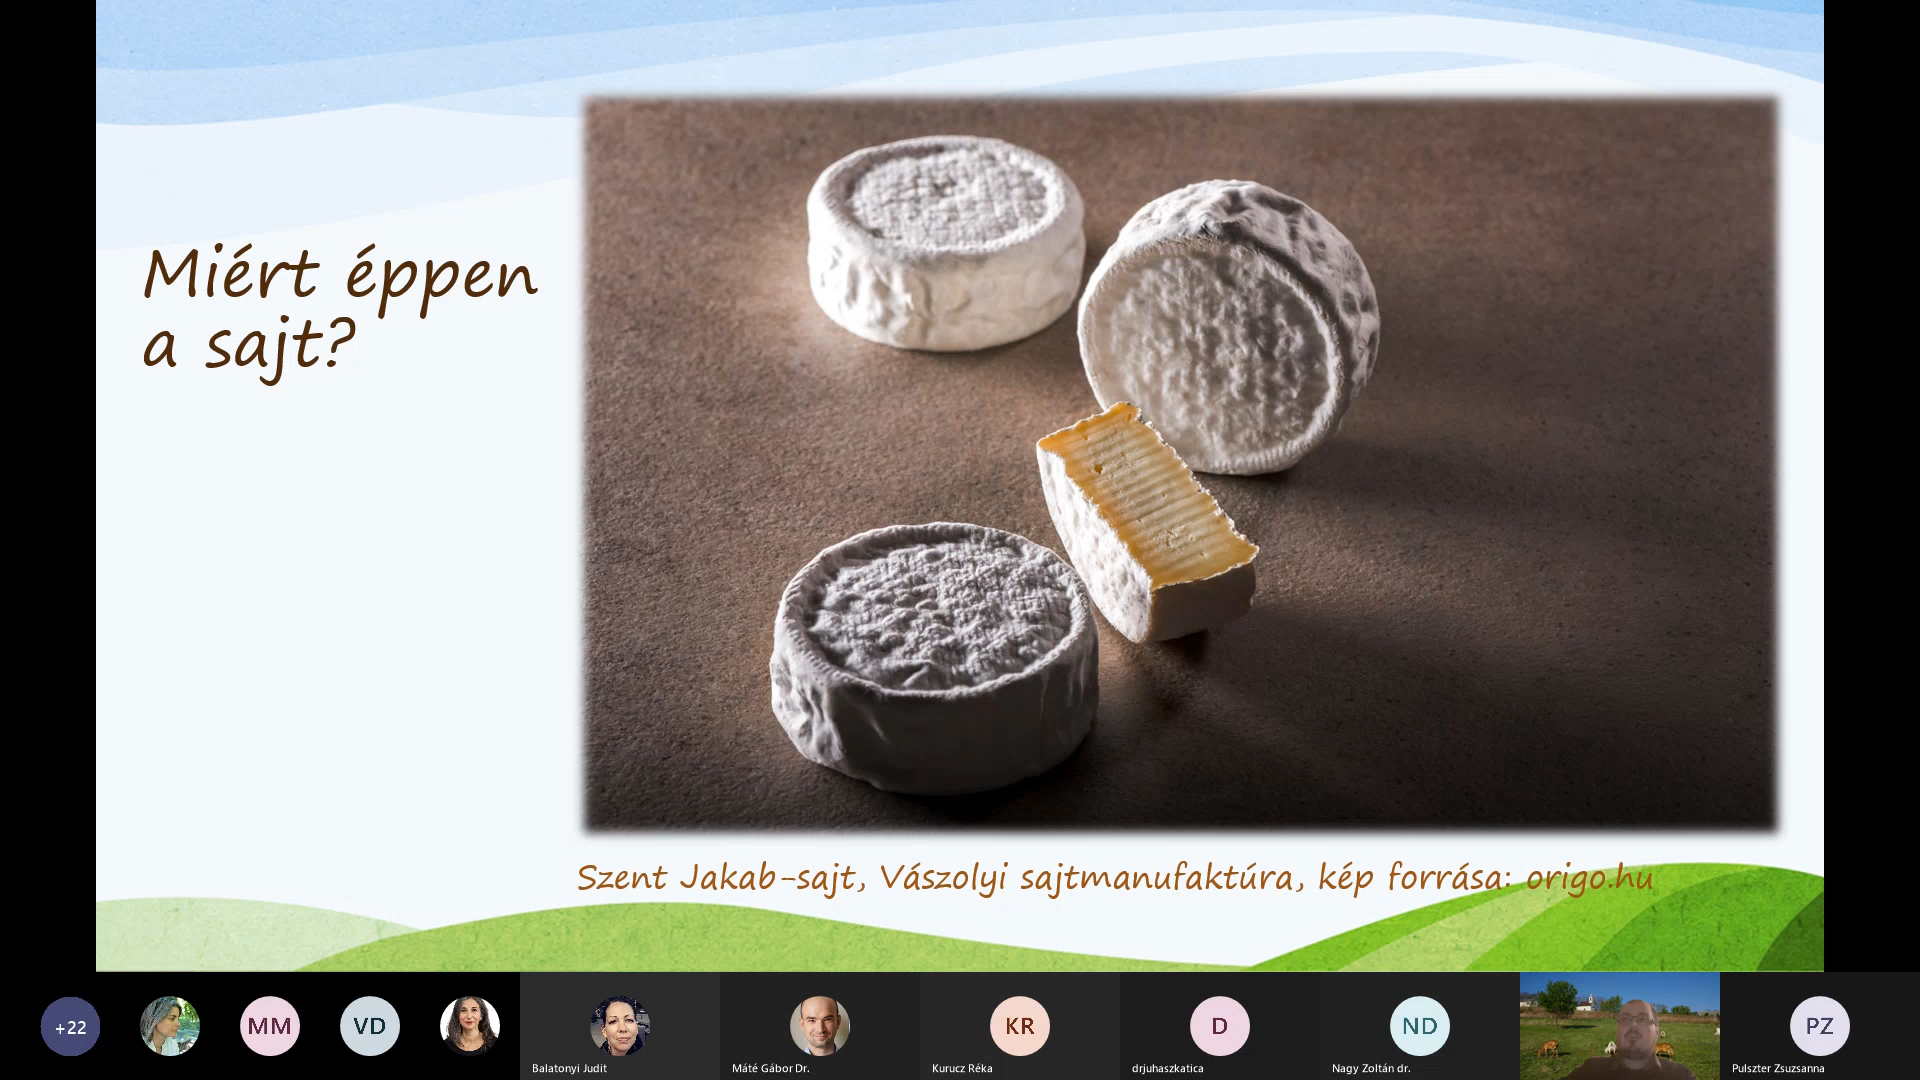 Miért éppen
a sajt?
Szent Jakab-sajt, Vászolyi sajtmanufaktúra, kép forrása: origo.hu
+22
MM
VD
Balatonyi Judit
Máté Gábor Dr.
KR
Kurucz Réka
D
drjuhaszkatica
ND
Nagy Zoltán dr.
PZ
Pulszter Zsuzsanna